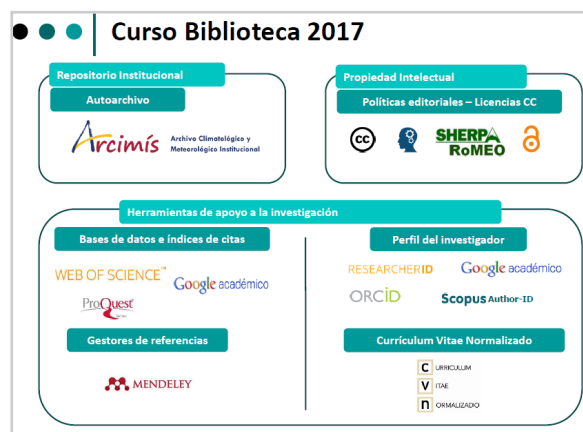 Curso Biblioteca 2017
Repositorio Institucional
Autoarchivo
Arcimís
Archivo Climatológico y
Meteorológico Institucional
Propiedad Intelectual
Políticas editoriales – Licencias CC
cc
SHERPA
RoMEO
Herramientas de apoyo a la investigación
Bases de datos e índices de citas
WEB OF SCIENCE™
Google académico
ProQuest
Gestores de referencias
MENDELEY
Perfil del investigador
RESEARCHERID
Google académico
ORCiD
Scopus Author-ID
Currículum Vitae Normalizado
C URRICULUM
V ITAE
n ORMALIZADO